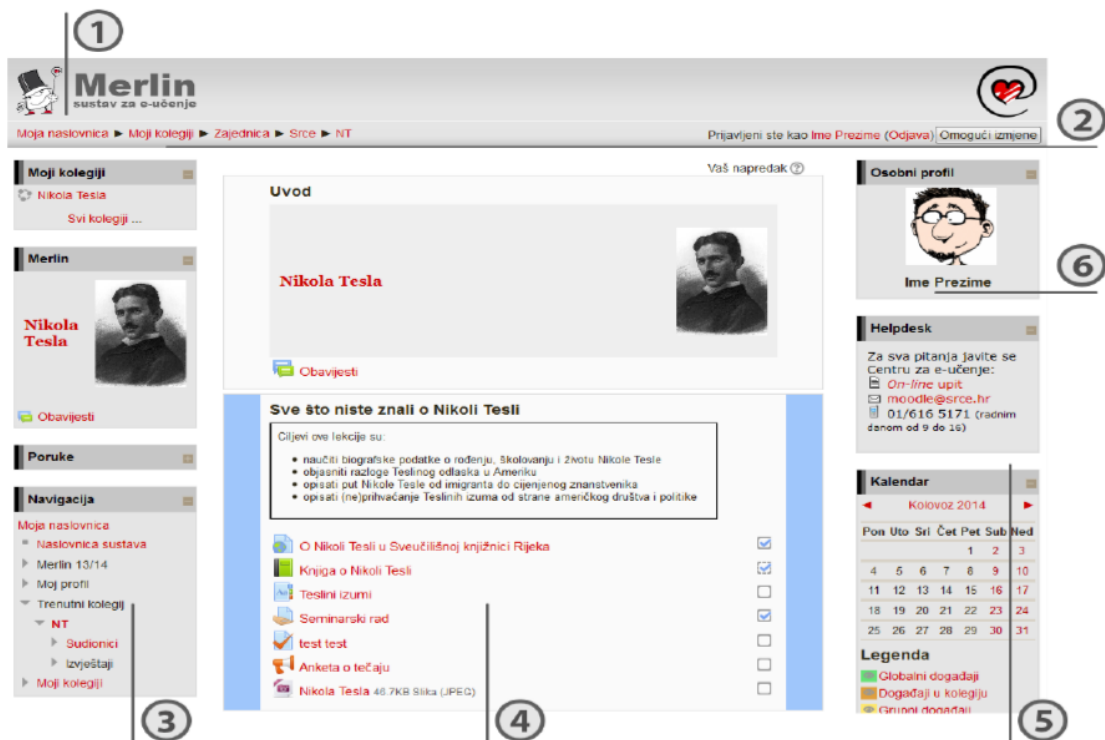 1
Merlin
sustav za e-učenje
2
Moja naslovnica ► Moji kolegiji ► Zajednica ► Srce ► NT
Prijavljeni ste kao Ime Prezime (Odjava) Omogući izmjene
Moji kolegiji
Nikola Tesla
Svi kolegiji ...
Merlin
Nikola
Tesla
Obavijesti
Poruke
Navigacija
Moja naslovnica
Naslovnica sustava
Merlin 13/14
Moj profil
Trenutni kolegij
NT
Sudionici
Izvještaji
Moji kolegiji
3
Vaš napredak
Uvod
Nikola Tesla
Obavijesti
Sve što niste znali o Nikoli Tesli
Ciljevi ove lekcije su:
• naučiti biografske podatke o rođenju, školovanju i životu Nikole Tesle
• objasniti razloge Teslinog odlaska u Ameriku
• opisati put Nikole Tesle od imigranta do cijenjenog znanstvenika
• opisati (ne)prihvaćanje Teslinih izuma od strane američkog društva i politike
O Nikoli Tesli u Sveučilišnoj knjižnici Rijeka
Knjiga o Nikoli Tesli
Teslini izumi
Seminarski rad
test test
Anketa o tečaju
Nikola Tesla 46.7KB Slika (JPEG)
4
Osobni profil
6
Ime Prezime
Helpdesk
Za sva pitanja javite se
Centru za e-učenje:
On-line upit
moodle@srce.hr
01/616 5171 (radnim
danom od 9 do 16)
Kalendar
◄ Kolovoz 2014 ►
Pon Uto Sri Čet Pet Sub Ned
1 2 3
4 5 6 7 8 9 10
11 12 13 14 15 16 17
18 19 20 21 22 23 24
25 26 27 28 29 30 31
Legenda
Globalni događaji
Događaji u kolegiju
Grupni događaji
5